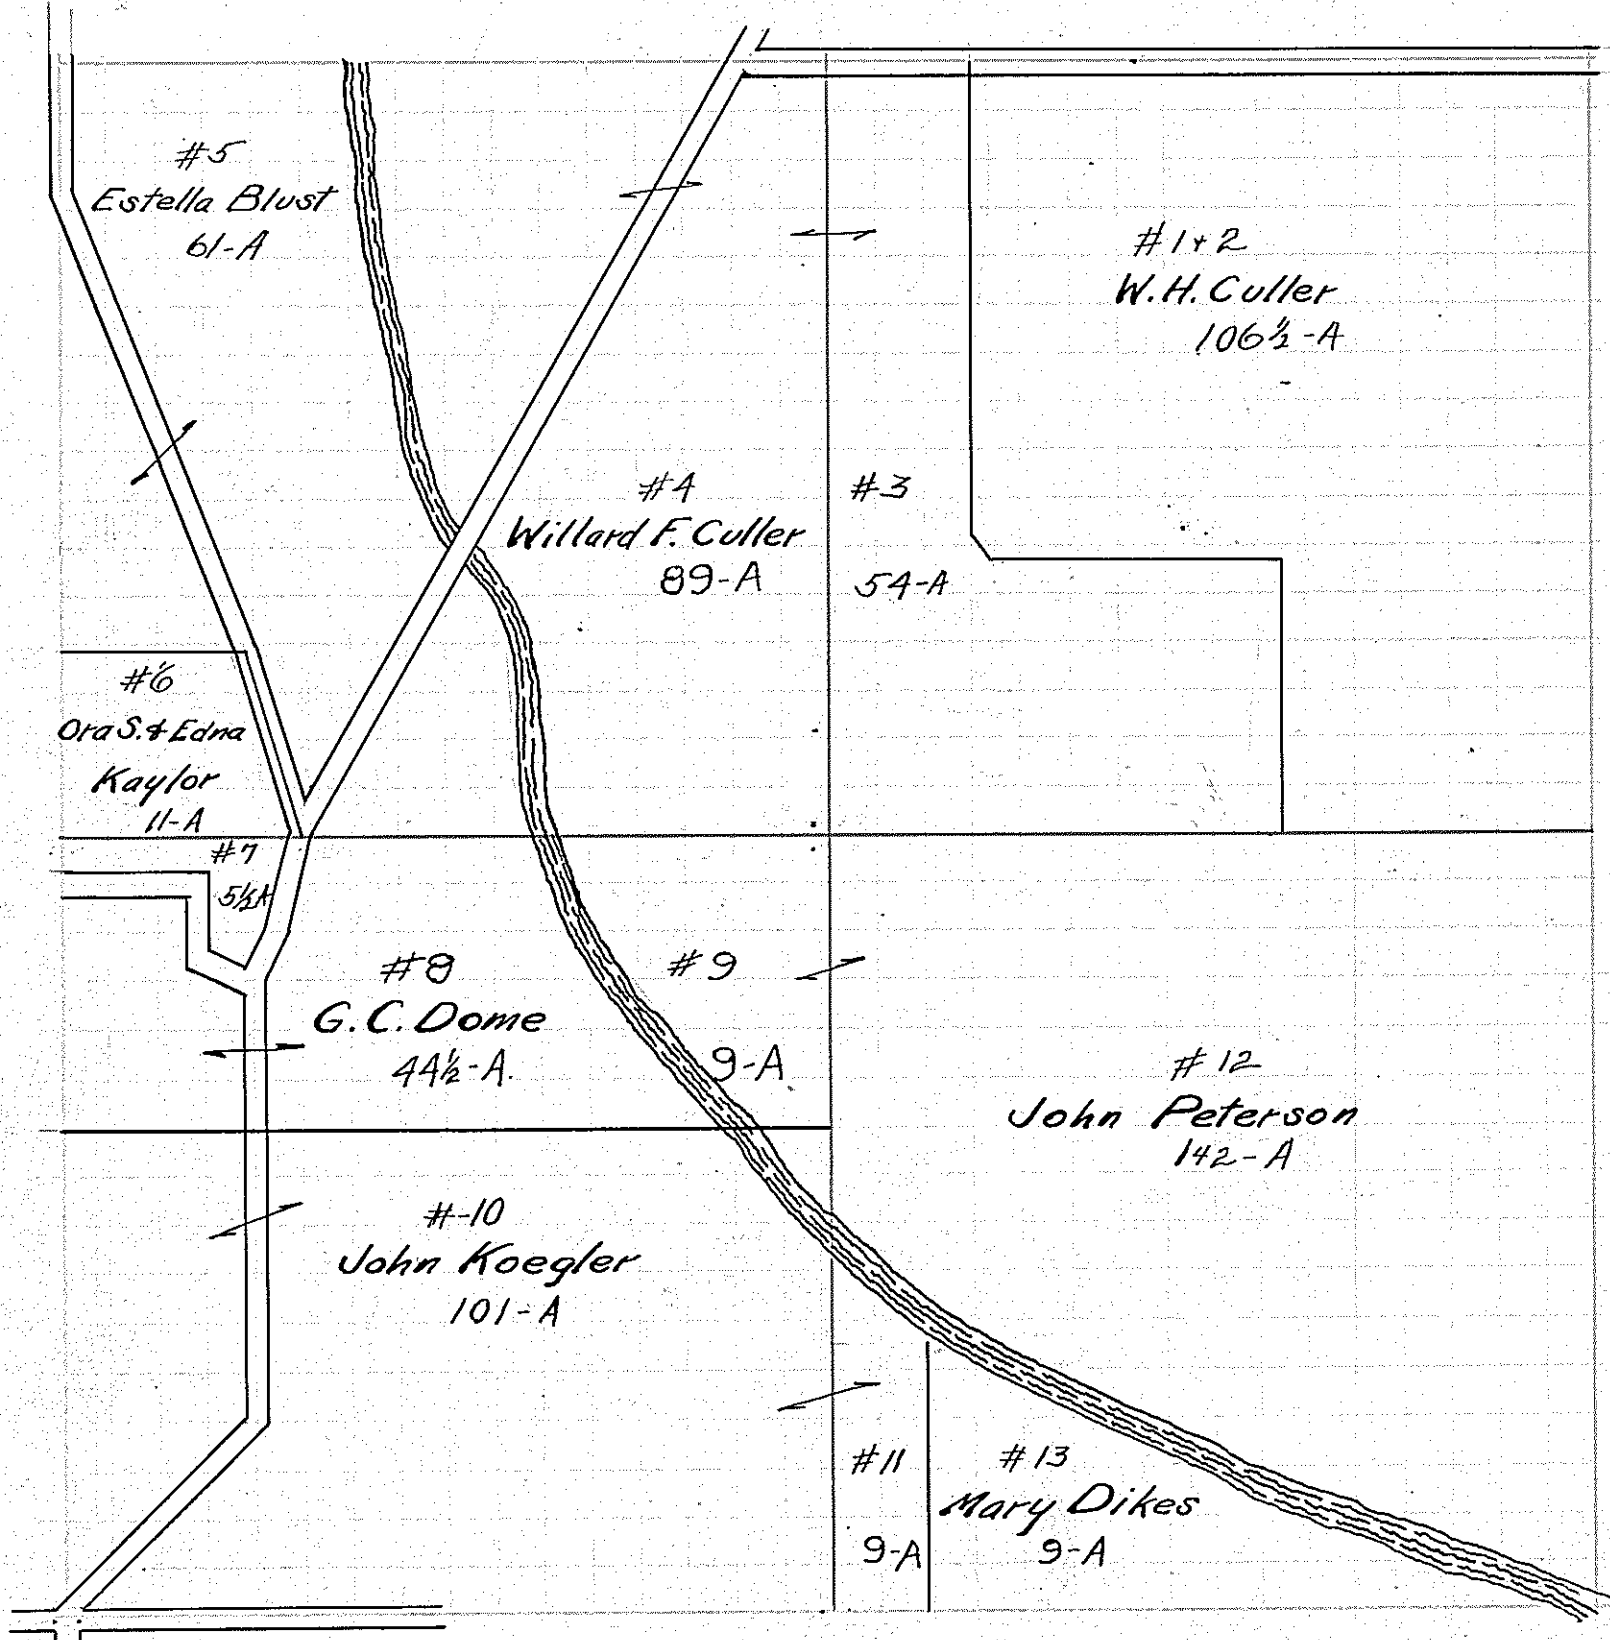 #5
Estella Blust
61-A
#1+2
W.H. Culler
106½-A
#4
Willard F. Culler
89-A
#3
54-A
#6
Ora S. & Edna
Kaylor
11-A
#7
5½A
#8
G.C. Dome
44½-A.
#9
9-A
#12
John Peterson
142-A
#-10
John Koegler
101-A
#11
9-A
#13
Mary Dikes
9-A